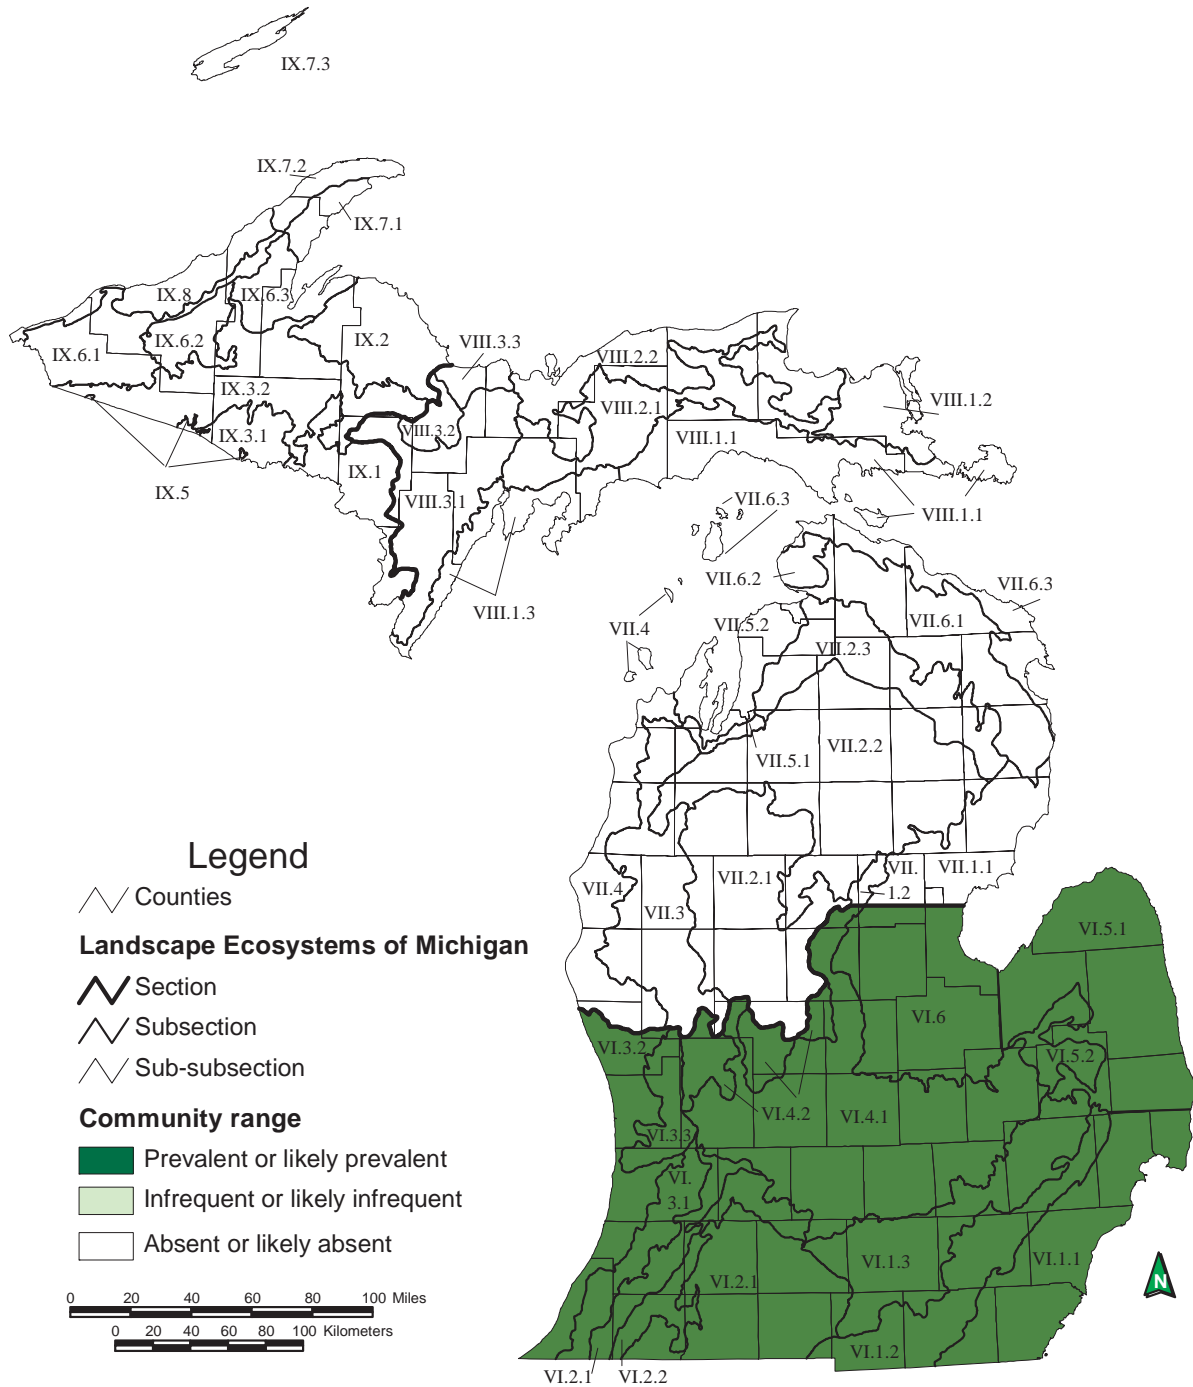 IX.7.3
IX.7.2
IX.7.1
IX.8
IX.6.3
IX.6.1
IX.6.2
IX.2
VIII.3.3
VIII.2.2
IX.3.2
VIII.2.1
VIII.1.2
IX.3.1
VIII.3.2
VIII.1.1
IX.1
IX.5
VIII.3.1
VII.6.3
VIII.1.1
VII.6.2
VII.6.3
VIII.1.3
VII.4
VII.5.2
VII.6.1
VII.2.3
VII.2.2
VII.5.1
Legend
Counties
Landscape Ecosystems of Michigan
Section
Subsection
Sub-subsection
Community range
Prevalent or likely prevalent
Infrequent or likely infrequent
Absent or likely absent
0 20 40 60 80 100 Miles
0 20 40 60 80 100 Kilometers
VII.4
VII.3
VII.2.1
VII.
1.2
VII.1.1
VI.5.1
VI.6
VI.3.2
VI.5.2
VI.4.2
VI.4.1
VI.3.3
VI.
3.1
VI.1.3
VI.1.1
VI.2.1
VI.1.2
VI.2.1
VI.2.2
N